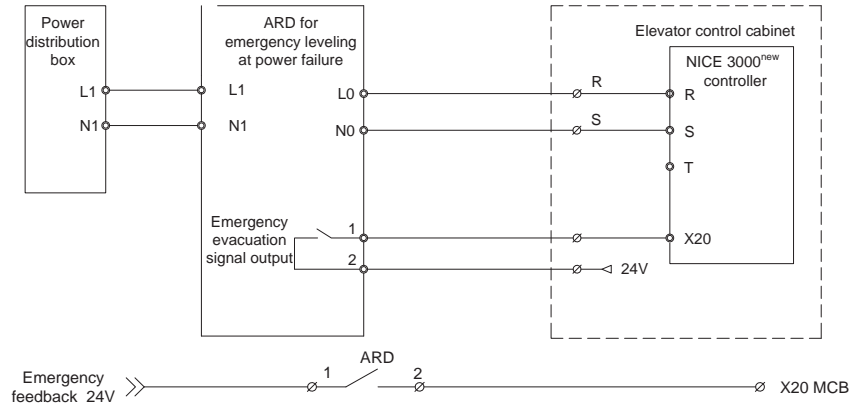 Power
distribution
box
L1
N1
ARD for
emergency leveling
at power failure
L1
N1
L0
N0
Emergency
evacuation
signal output
1
2
Elevator control cabinet
NICE 3000new
controller
R
S
R
S
T
X20
24V
Emergency
feedback 24V
1
ARD
2
X20 MCB